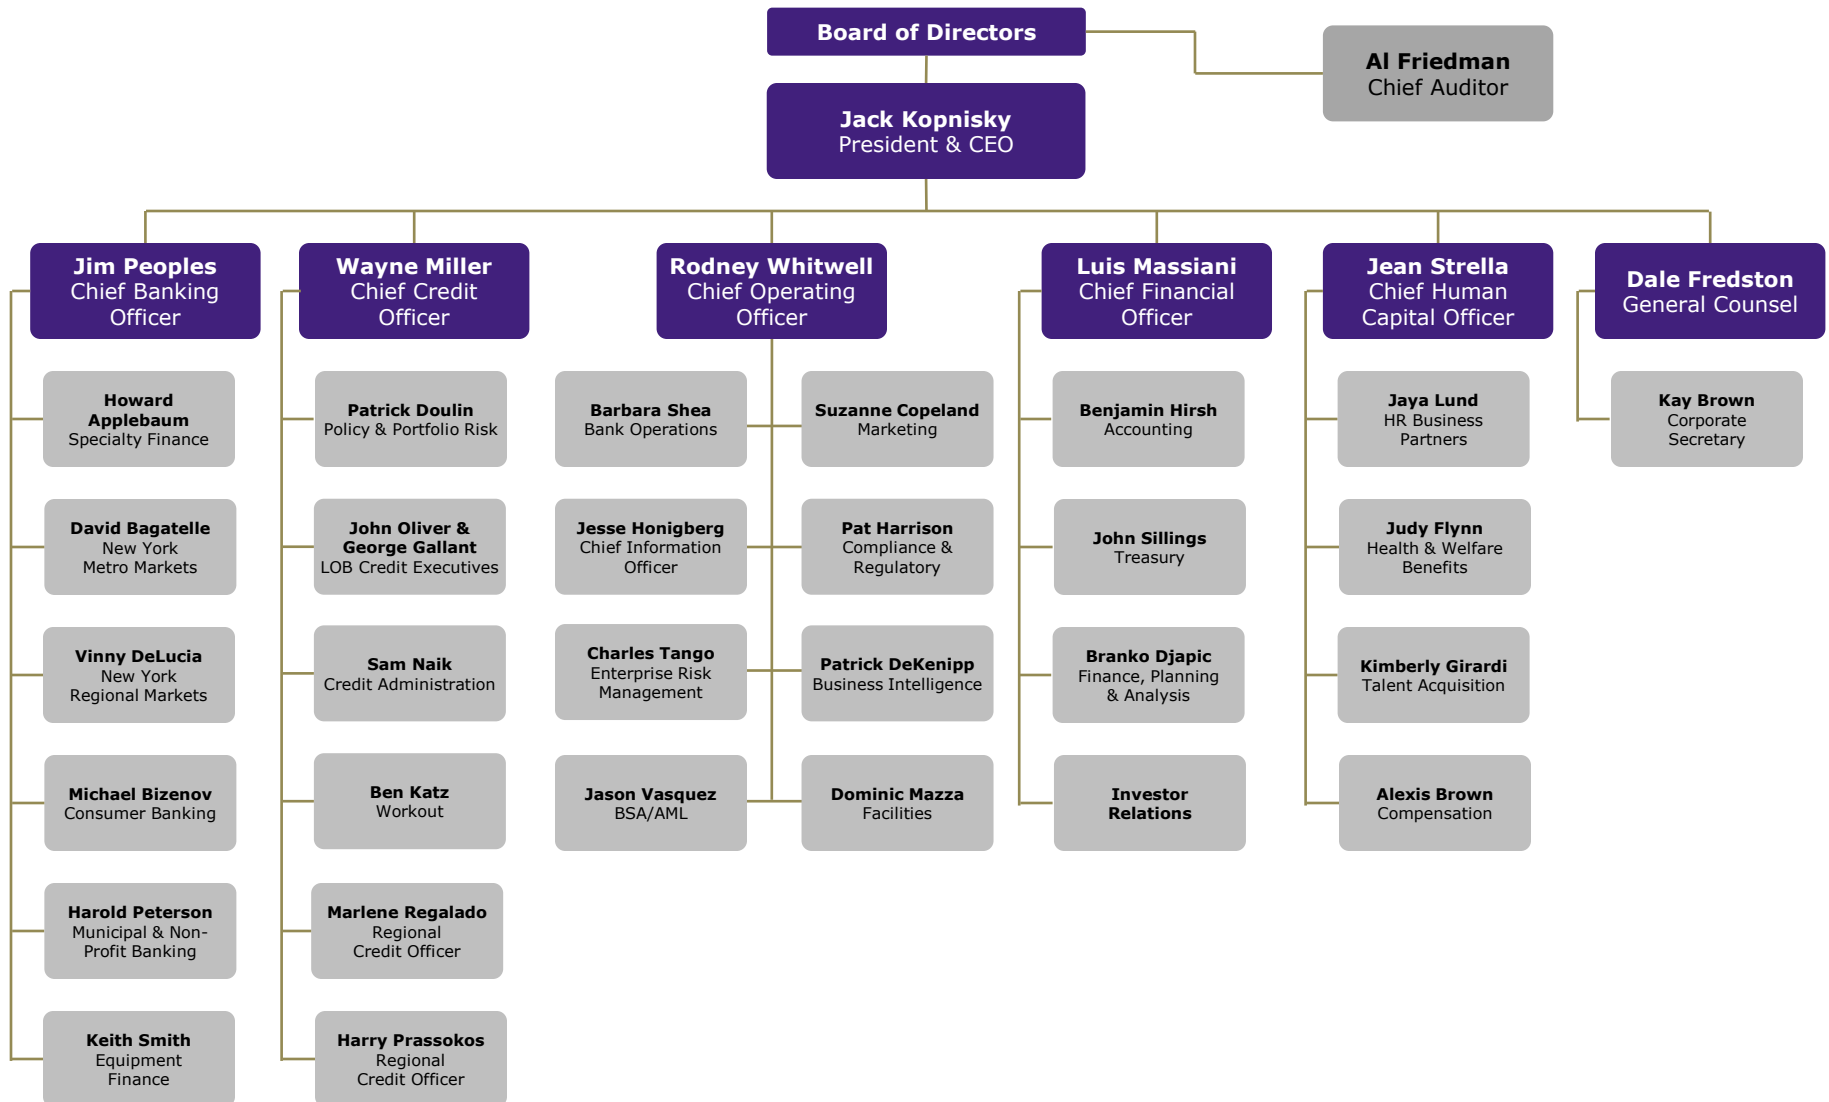 Board of Directors
Al Friedman
Chief Auditor
Jack Kopnisky
President & CEO
Jim Peoples
Chief Banking
Officer
Howard
Applebaum
Specialty Finance
David Bagatelle
New York
Metro Markets
Vinny DeLucia
New York
Regional Markets
Michael Bizenov
Consumer Banking
Harold Peterson
Municipal & Non-
Profit Banking
Keith Smith
Equipment
Finance
Wayne Miller
Chief Credit
Officer
Patrick Doulin
Policy & Portfolio Risk
John Oliver &
George Gallant
LOB Credit Executives
Sam Naik
Credit Administration
Ben Katz
Workout
Marlene Regalado
Regional
Credit Officer
Harry Prassokos
Regional
Credit Officer
Rodney Whitwell
Chief Operating
Officer
Barbara Shea
Bank Operations
Jesse Honigberg
Chief Information
Officer
Charles Tango
Enterprise Risk
Management
Jason Vasquez
BSA/AML
Suzanne Copeland
Marketing
Pat Harrison
Compliance &
Regulatory
Patrick DeKenipp
Business Intelligence
Dominic Mazza
Facilities
Luis Massiani
Chief Financial
Officer
Benjamin Hirsh
Accounting
John Sillings
Treasury
Branko Djapic
Finance, Planning
& Analysis
Investor
Relations
Jean Strella
Chief Human
Capital Officer
Jaya Lund
HR Business
Partners
Judy Flynn
Health & Welfare
Benefits
Kimberly Girardi
Talent Acquisition
Alexis Brown
Compensation
Dale Fredston
General Counsel
Kay Brown
Corporate
Secretary